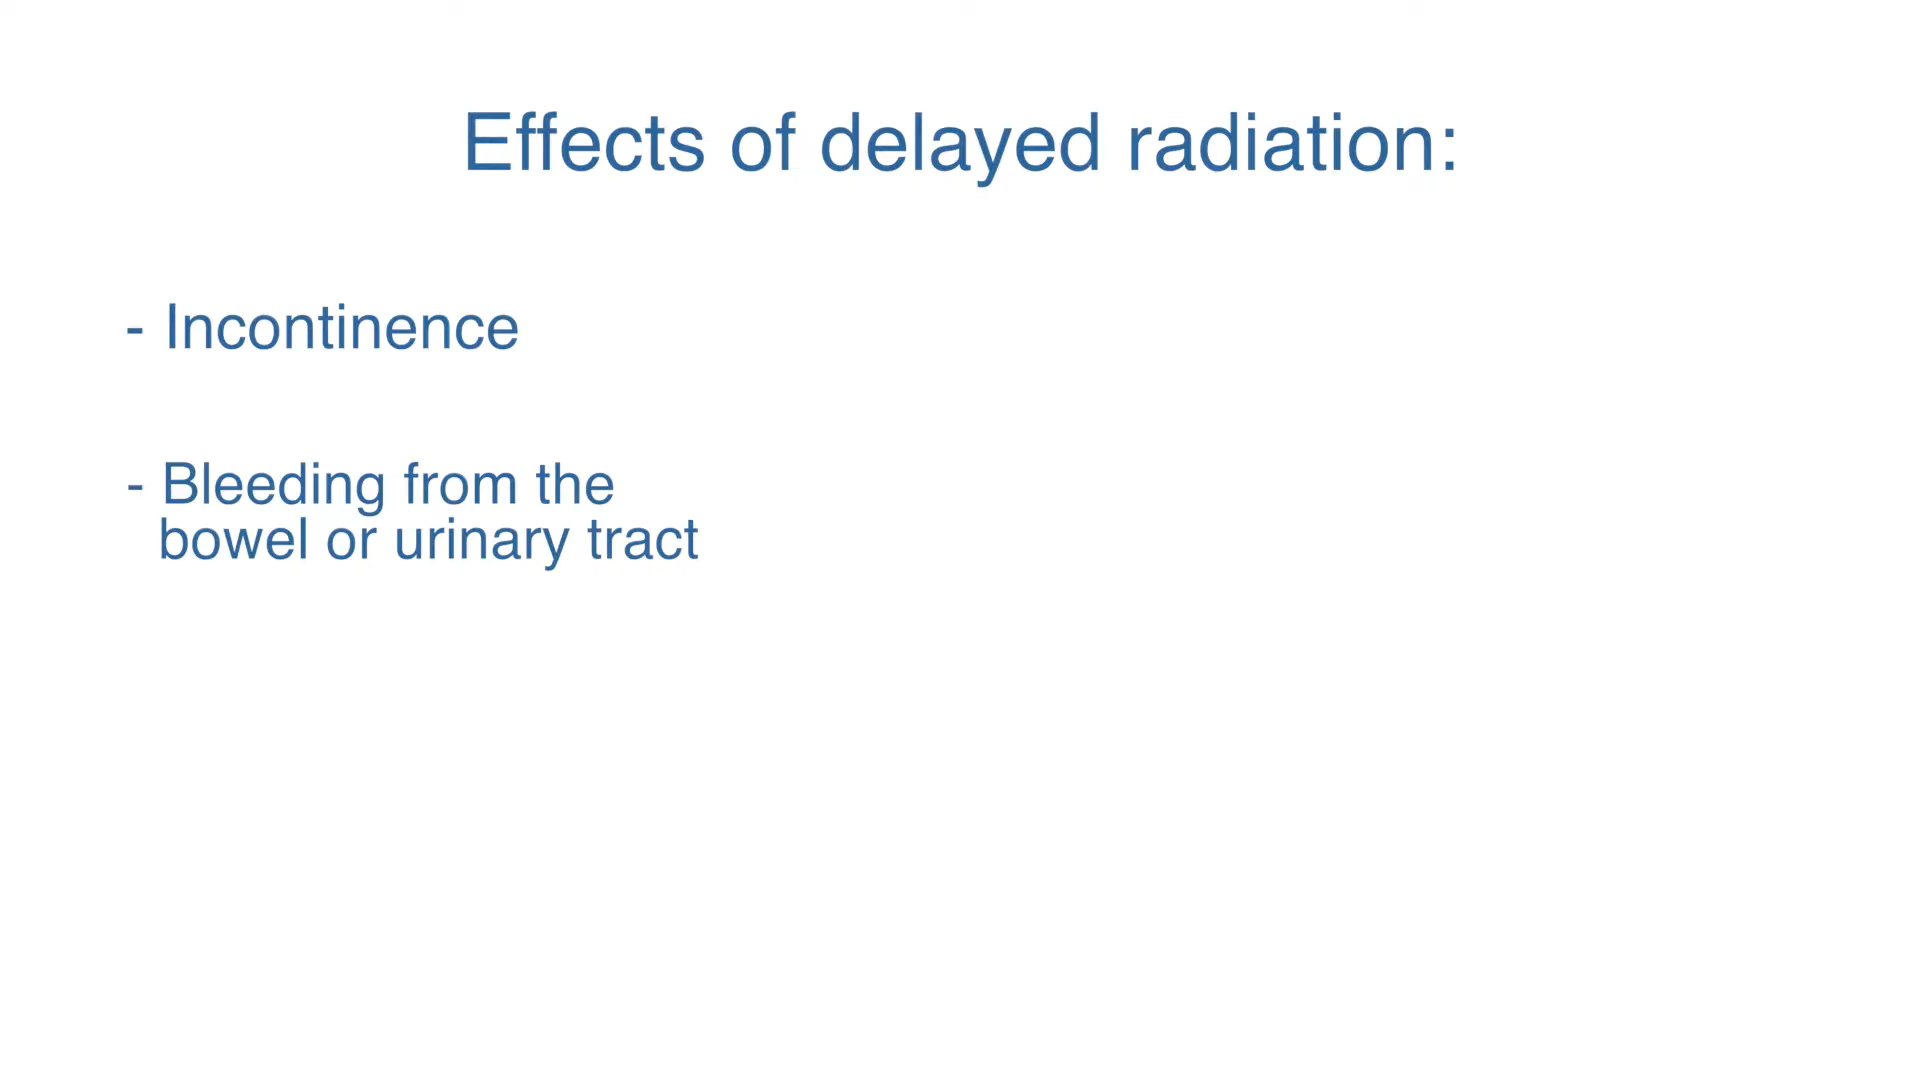 Effects of delayed radiation:
- Incontinence
- Bleeding from the
bowel or urinary tract